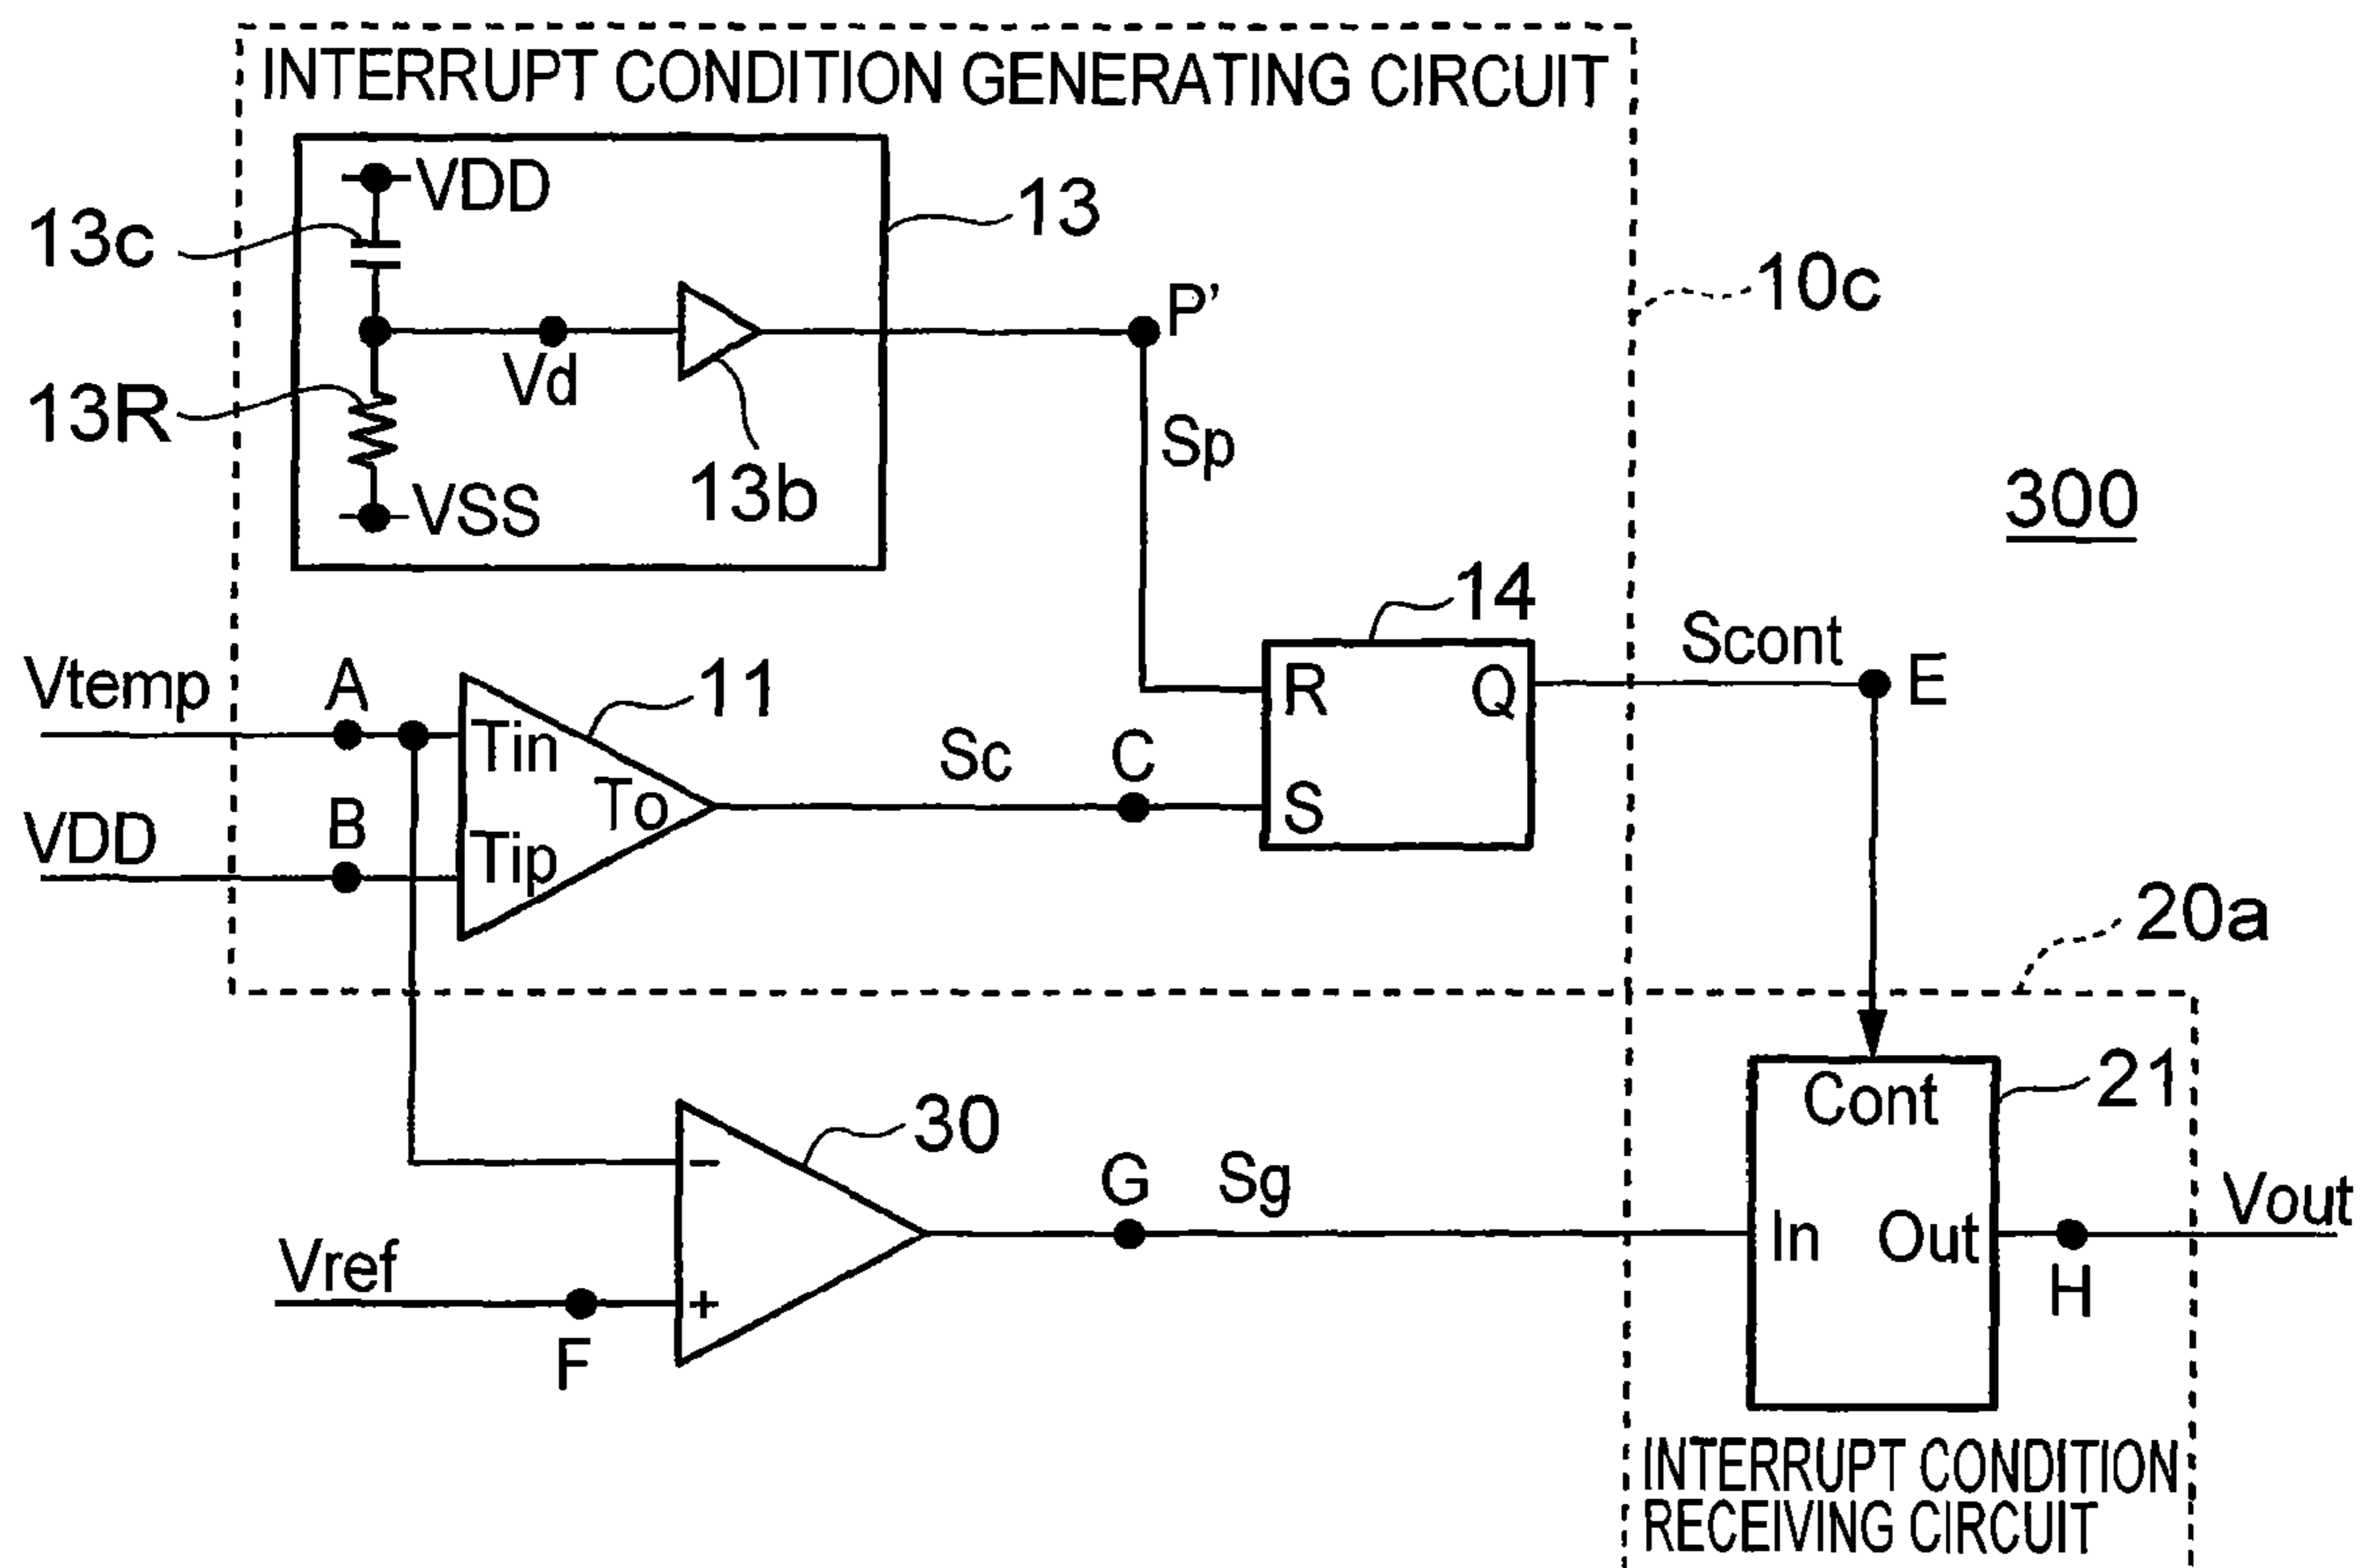 INTERRUPT CONDITION GENERATING CIRCUIT
VDD
13c
13
P'
10c
Vd
13R
Sp
13b
VSS
300
14
Scont
Vtemp
A
11
R
Q
E
Tin
Sc
C
To
VDD
B
S
Tip
20a
Cont
21
30
G
Sg
Vout
Vref
In
Out
-
+
H
F
INTERRUPT CONDITION
RECEIVING CIRCUIT